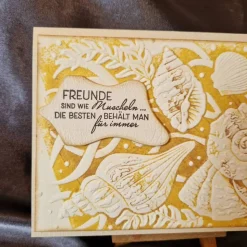 FREUNDE
SIND WIE Muscheln...
DIE BESTEN BEHÄLT MAN
für immer